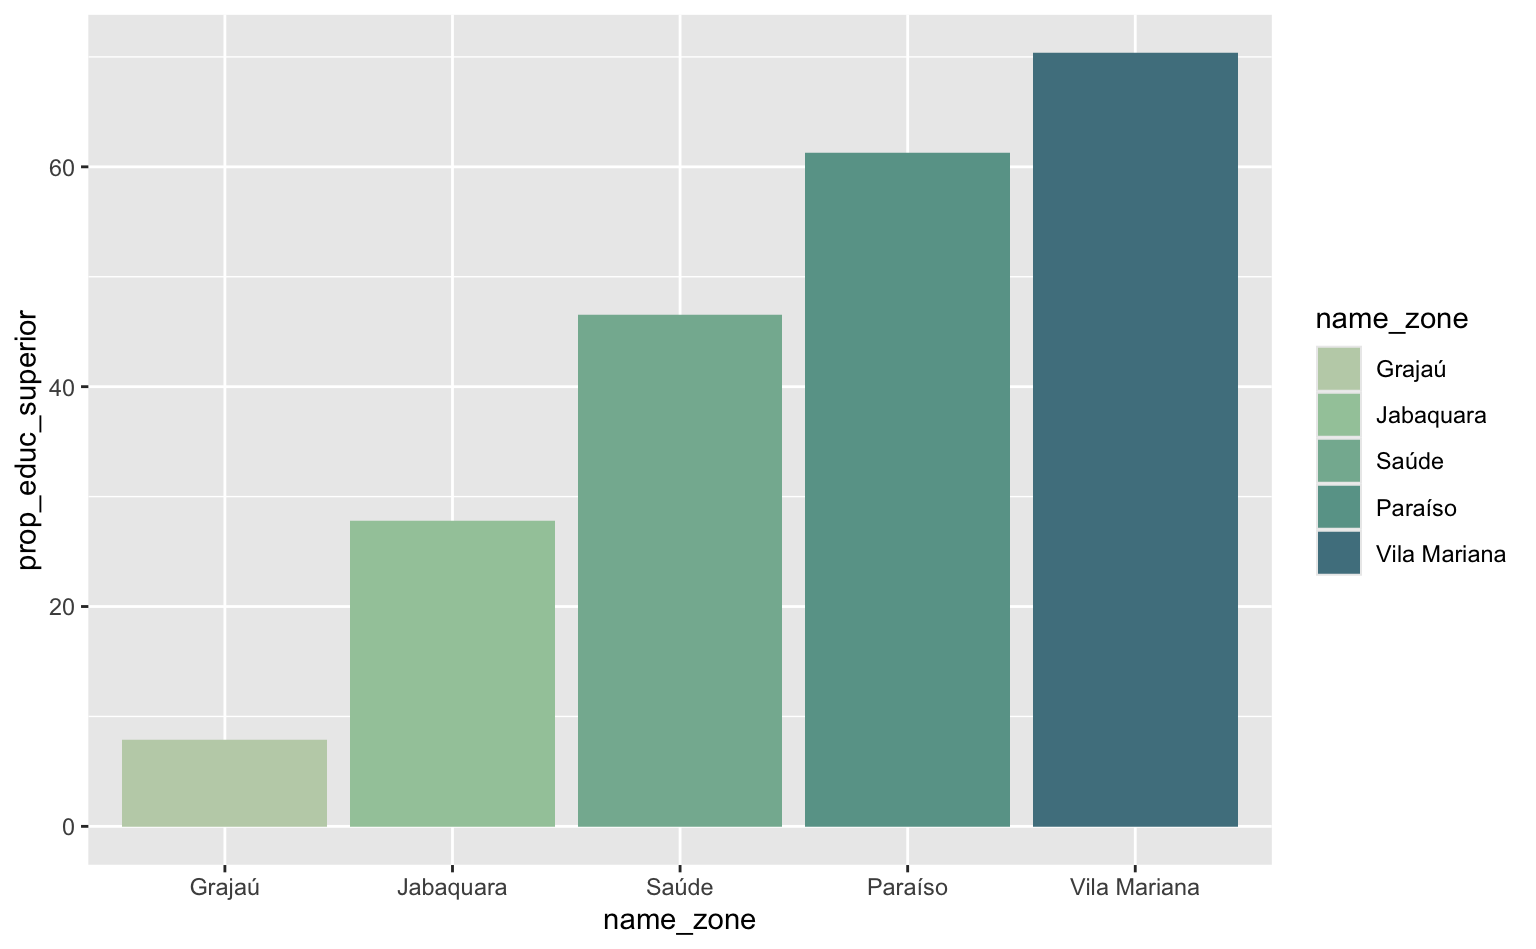 prop_educ_superior
60
40
20
0
Grajaú
Jabaquara
Saúde
Paraíso
Vila Mariana
name_zone
name_zone
Grajaú
Jabaquara
Saúde
Paraíso
Vila Mariana